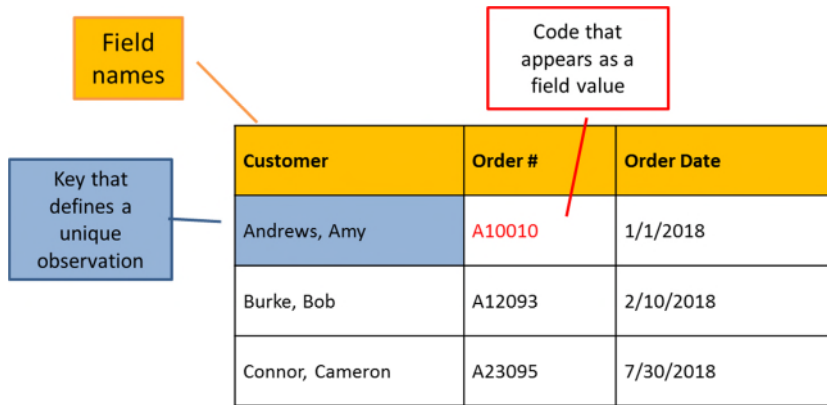 Field
names
Code that
appears as a
field value
Key that
defines a
unique
observation
Customer Order # Order Date
Andrews, Amy A10010 1/1/2018
Burke, Bob A12093 2/10/2018
Connor, Cameron A23095 7/30/2018